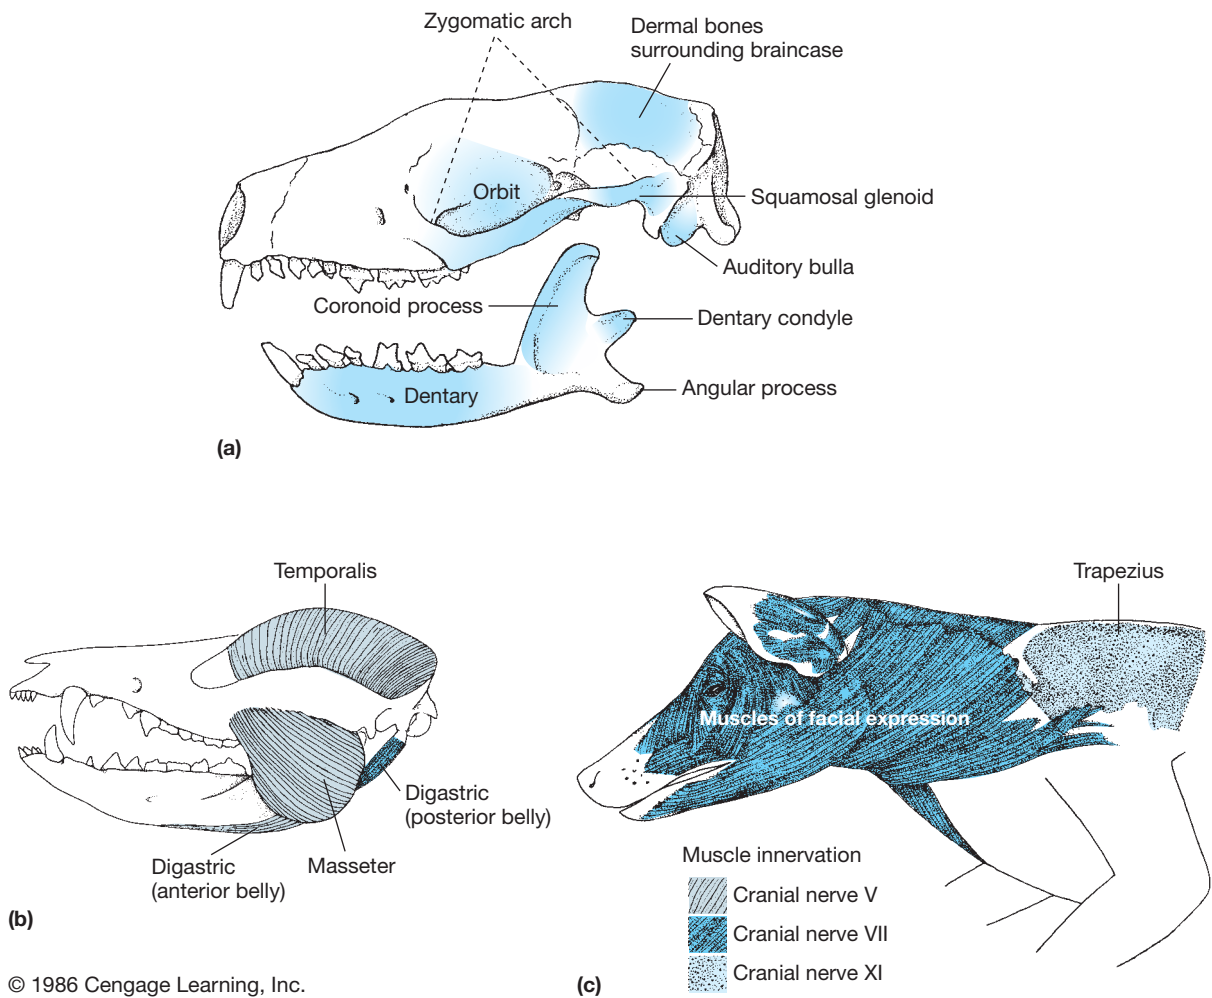 Zygomatic arch
Dermal bones
surrounding braincase
Orbit
Squamosal glenoid
Auditory bulla
Coronoid process
Dentary condyle
Dentary
Angular process
(a)
Temporalis
Digastric
(posterior belly)
Digastric
(anterior belly)
Masseter
(b)
Trapezius
Muscles of facial expression
Muscle innervation
Cranial nerve V
Cranial nerve VII
Cranial nerve XI
© 1986 Cengage Learning, Inc.
(c)